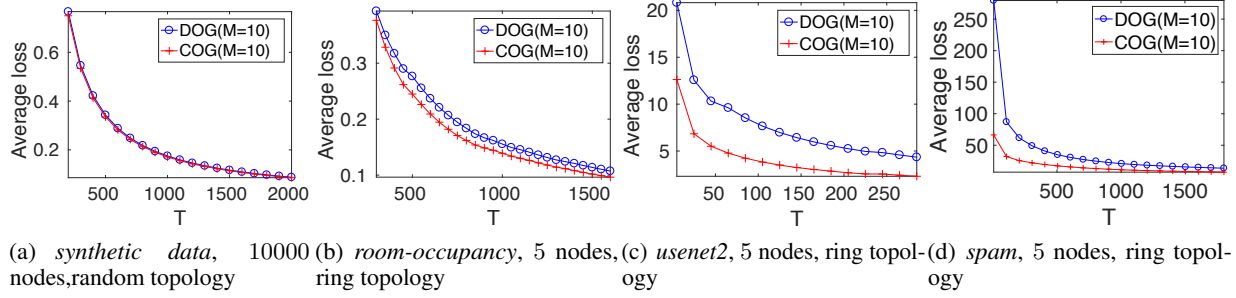 0.6
0.4
0.2
Average loss
DOG(M=10)
COG(M=10)
500 1000 1500 2000
T
0.3
0.2
0.1
Average loss
DOG(M=10)
COG(M=10)
500 1000 1500
T
20
15
10
5
Average loss
DOG(M=10)
COG(M=10)
50 100 150 200 250
T
250
200
150
100
50
Average loss
DOG(M=10)
COG(M=10)
500 1000 1500
T
(a) synthetic data, 10000
nodes,random topology
(b) room-occupancy, 5 nodes,
ring topology
(c) usenet2, 5 nodes, ring topol-
ogy
(d) spam, 5 nodes, ring topol-
ogy